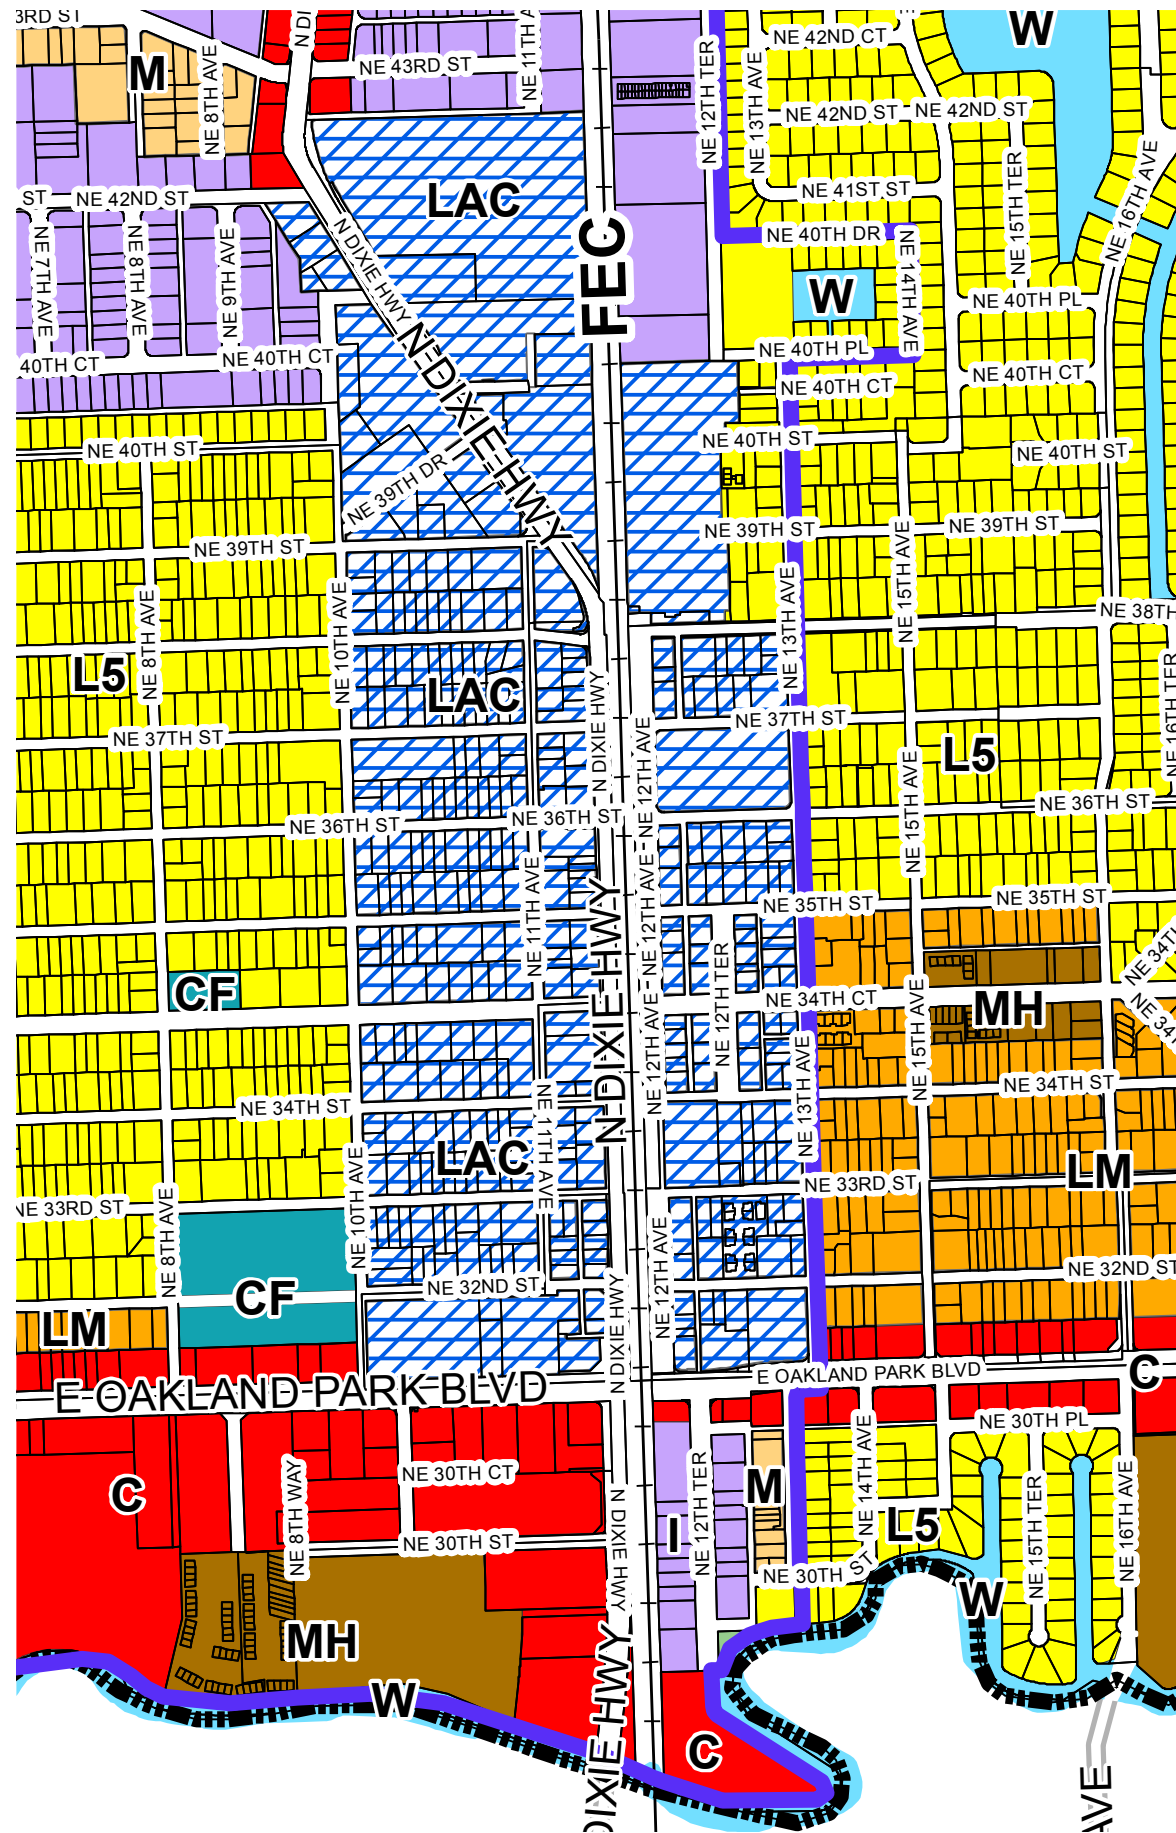 3RD ST
N DI
NE 11TH A
NE 12TH TER
NE 42ND CT
W
M
NE 8TH AVE
NE 43RD ST
NE 13TH AVE
NE 42ND ST
NE 42ND ST
NE 15TH TER
NE 16TH AVE
ST
NE 42ND ST
LAC
NE 41ST ST
NE 7TH AVE
NE 8TH AVE
NE 9TH AVE
N DIXIE HWY
FEC
NE 40TH DR
NE 14TH AVE
W
NE 40TH PL
40TH CT
NE 40TH CT
N DIXIE HWY
NE 40TH PL
NE 40TH CT
NE 40TH CT
NE 40TH ST
NE 40TH ST
NE 40TH ST
NE 39TH DR
NE 39TH ST
NE 39TH ST
NE 39TH ST
NE 15TH AVE
NE 8TH AVE
NE 10TH AVE
NE 13TH AVE
NE 38TH
L5
LAC
N DIXIE HWY
NE 16TH TER
NE 37TH ST
NE 37TH ST
NE 12TH AVE
L5
NE 15TH AVE
NE 36TH ST
NE 36TH ST
NE 36TH ST
NE 11TH AVE
N DIXIE HWY
NE 12TH AVE
NE 35TH ST
NE 35TH ST
NE 12TH TER
NE 34TH
NE 34
CF
NE 34TH CT
MH
NE 15TH AVE
NE 12TH AVE
NE 13TH AVE
NE 34TH ST
NE 34TH ST
NE 11TH AVE
LAC
LM
NE 10TH AVE
NE 33RD ST
NE 8TH AVE
NE 33RD ST
NE 12TH AVE
NE 32ND ST
NE 32ND ST
CF
N DIXIE HWY
LM
E OAKLAND PARK BLVD
E OAKLAND PARK BLVD
C
NE 30TH PL
NE 14TH AVE
NE 8TH WAY
NE 30TH CT
C
M
NE 12TH TER
I
L5
NE 15TH TER
NE 16TH AVE
N DIXIE HWY
NE 30TH ST
NE 30TH ST
W
MH
W
DIXIE HWY
C
DIXIE HWY
AVE